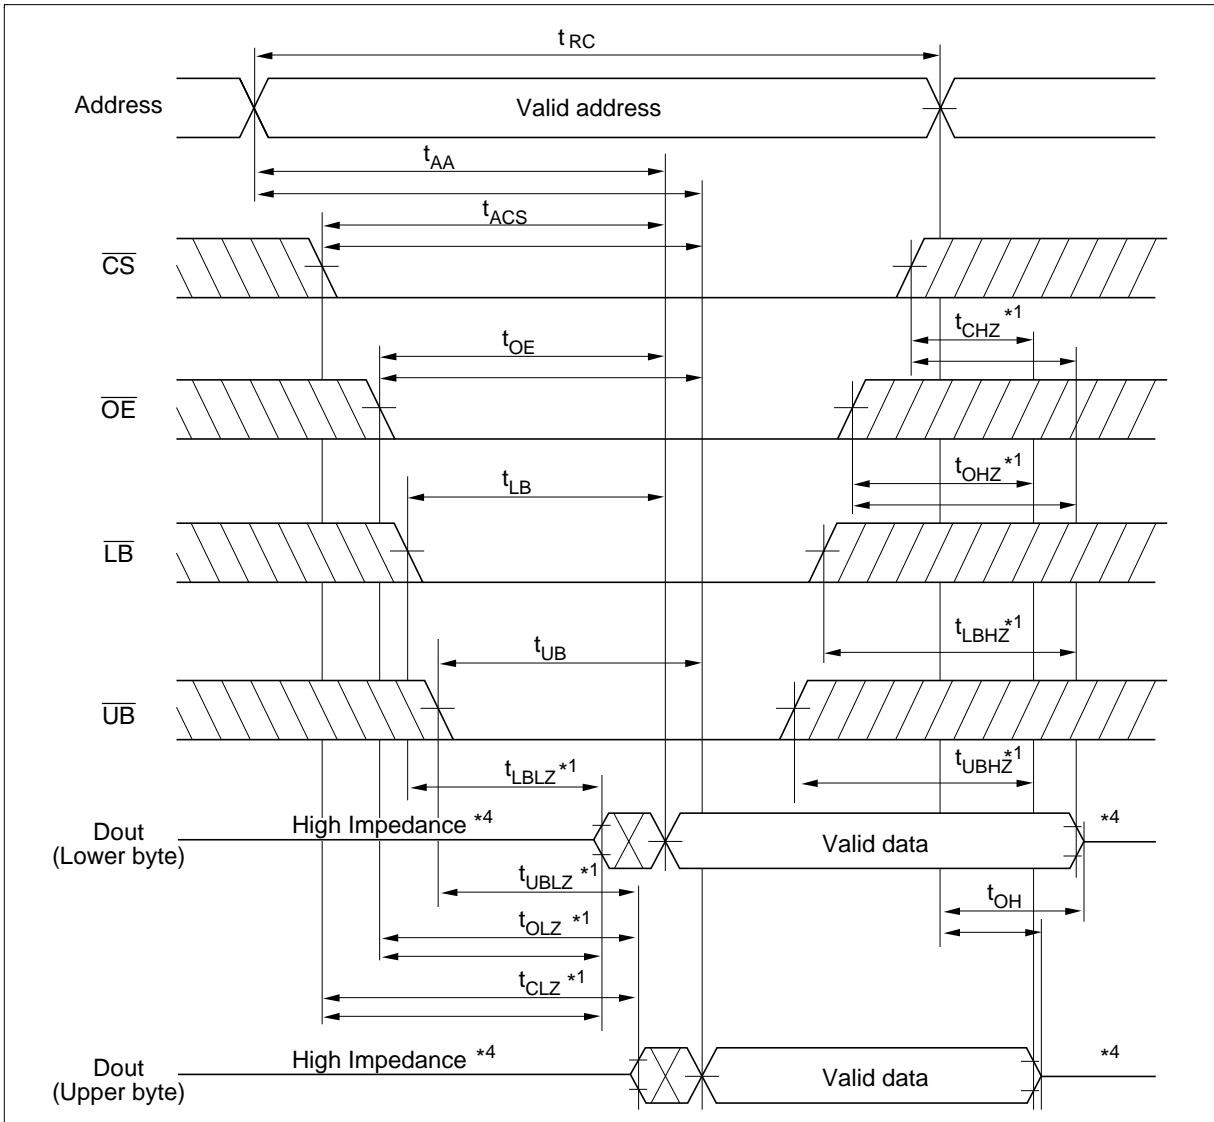 t RC
Address
Valid address
tAA
tACS
CS
tCHZ *1
tOE
OE
tOHZ *1
tLB
LB
tLBHZ *1
tUB
UB
tUBHZ *1
tLBLZ *1
High Impedance *4
*4
Dout
(Lower byte)
Valid data
tUBLZ *1
tOH
tOLZ *1
tCLZ *1
High Impedance *4
*4
Dout
(Upper byte)
Valid data